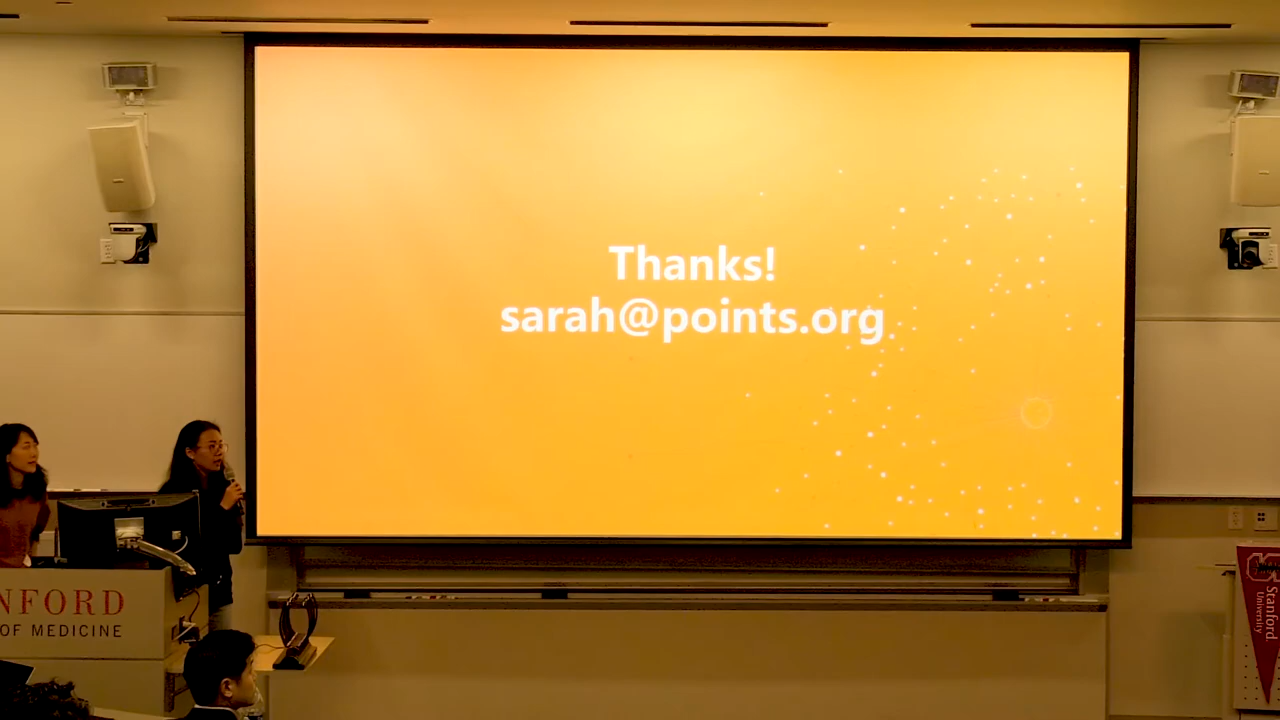 Thanks!
sarah@points.org
NFORD
OF MEDICINE
Stanford
University